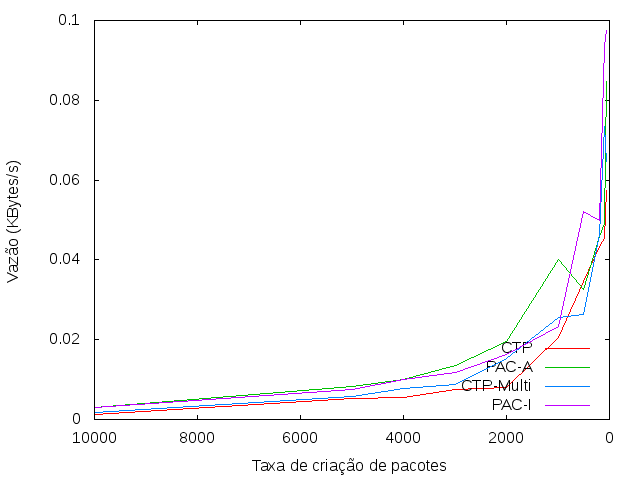 0.1
0.08
0.06
0.04
0.02
0
Vazão (KBytes/s)
CTP
PAC-A
CTP-Multi
PAC-I
10000 8000 6000 4000 2000 0
Taxa de criação de pacotes